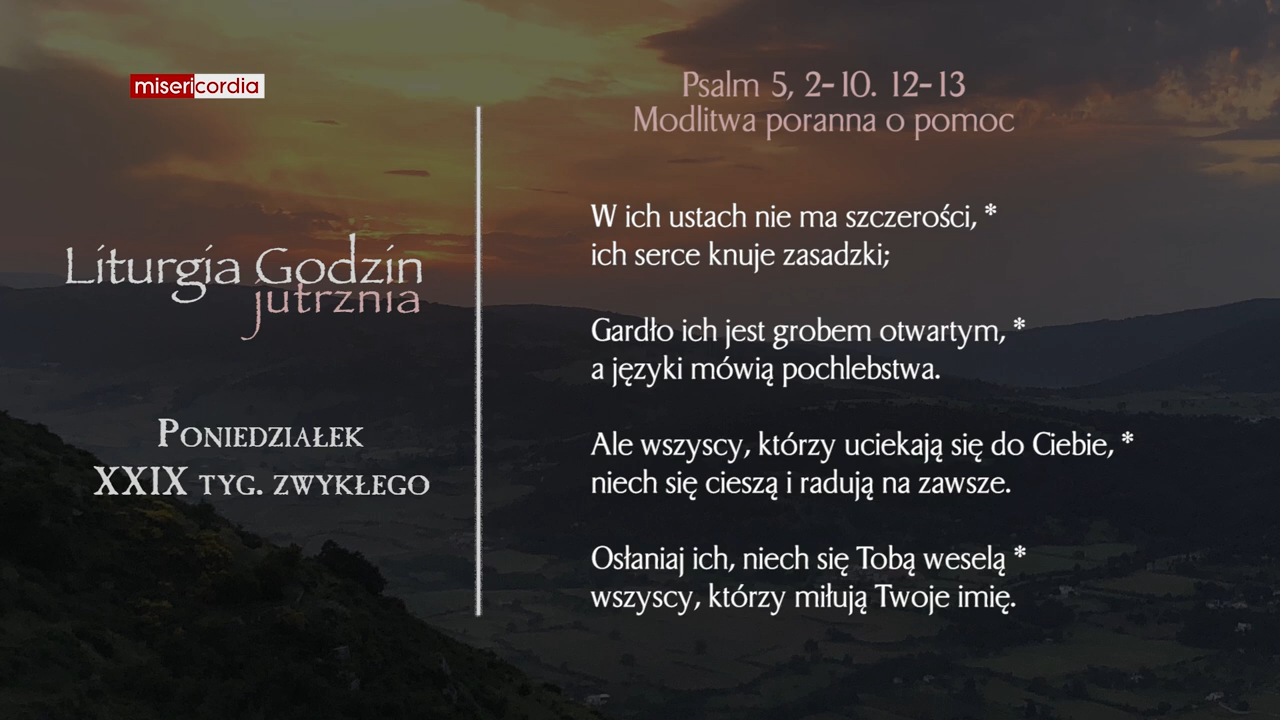 misericordia
Liturgia Godzin
jutrznia
Poniedziałek
XXIX tyg. zwykłego
Psalm 5, 2-10. 12-13
Modlitwa poranna o pomoc
W ich ustach nie ma szczerości, *
ich serce knuje zasadzki;
Gardło ich jest grobem otwartym, *
a języki mówią pochlebstwa.
Ale wszyscy, którzy uciekają się do Ciebie, *
niech się cieszą i radują na zawsze.
Osłaniaj ich, niech się Tobą weselą *
wszyscy, którzy miłują Twoje imię.